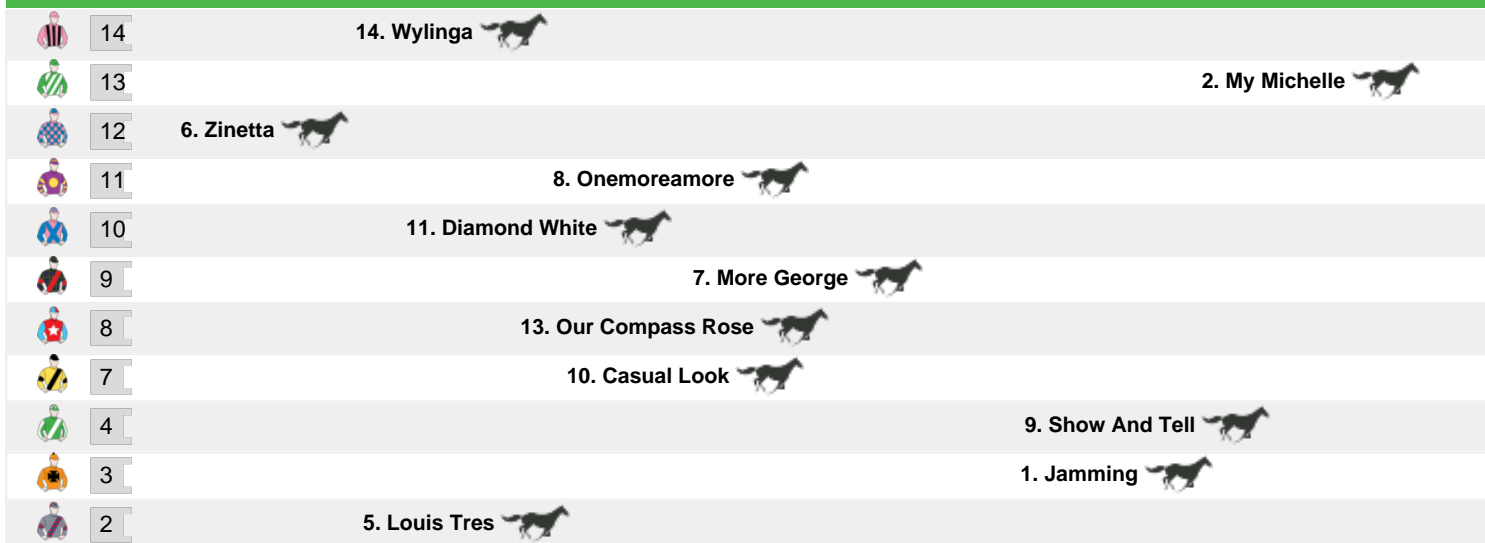 14 14. Wylinga
13 2. My Michelle
12 6. Zinetta
11 8. Onemoreamore
10 11. Diamond White
9 7. More George
8 13. Our Compass Rose
7 10. Casual Look
4 9. Show And Tell
3 1. Jamming
2 5. Louis Tres